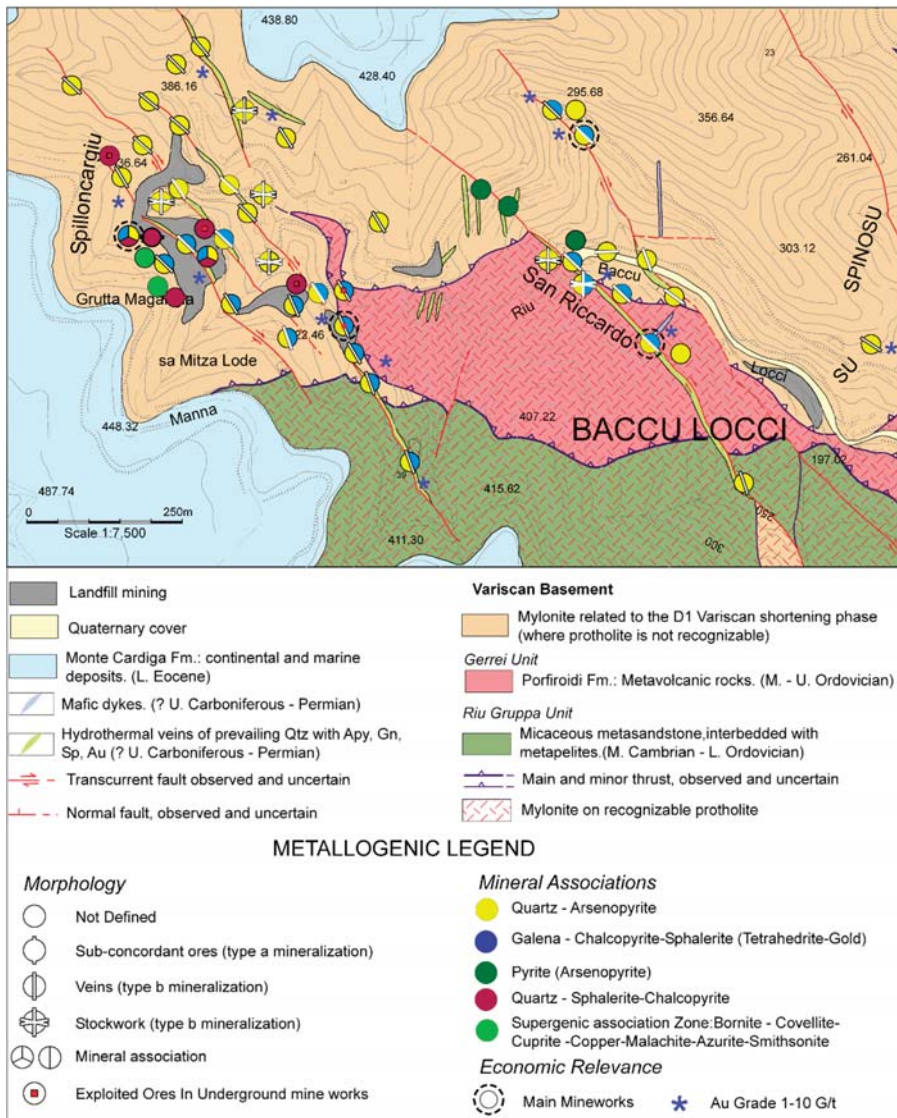 438.80
23
428.40
386.16
295.68
356.64
261.04
36.64
Spilloncargiu
303.12
SPINOSU
SU
San Riccardo
Baccu
Riu
Locci
Grutta Maga
22.46
sa Mitza Lode
Manna
448.32
407.22
BACCU LOCCI
197.02
39
487.74
415.62
250
300
411.30
0 250m
Scale 1:7,500
Landfill mining
Quaternary cover
Monte Cardiga Fm.: continental and marine
deposits. (L. Eocene)
Mafic dykes. (? U. Carboniferous - Permian)
Hydrothermal veins of prevailing Qtz with Apy, Gn,
Sp, Au (? U. Carboniferous - Permian)
Transcurrent fault observed and uncertain
Normal fault, observed and uncertain
Variscan Basement
Mylonite related to the D1 Variscan shortening phase
(where protholite is not recognizable)
Gerrei Unit
Porfiroidi Fm.: Metavolcanic rocks. (M. - U. Ordovician)
Riu Gruppa Unit
Micaceous metasandstone,interbedded with
metapelites.(M. Cambrian - L. Ordovician)
Main and minor thrust, observed and uncertain
Mylonite on recognizable protholite
METALLOGENIC LEGEND
Morphology
Not Defined
Sub-concordant ores (type a mineralization)
Veins (type b mineralization)
Stockwork (type b mineralization)
Mineral association
Exploited Ores In Underground mine works
Mineral Associations
Quartz - Arsenopyrite
Galena - Chalcopyrite-Sphalerite (Tetrahedrite-Gold)
Pyrite (Arsenopyrite)
Quartz - Sphalerite-Chalcopyrite
Supergenic association Zone:Bornite - Covellite-
Cuprite -Copper-Malachite-Azurite-Smithsonite
Economic Relevance
Main Mineworks
Au Grade 1-10 G/t